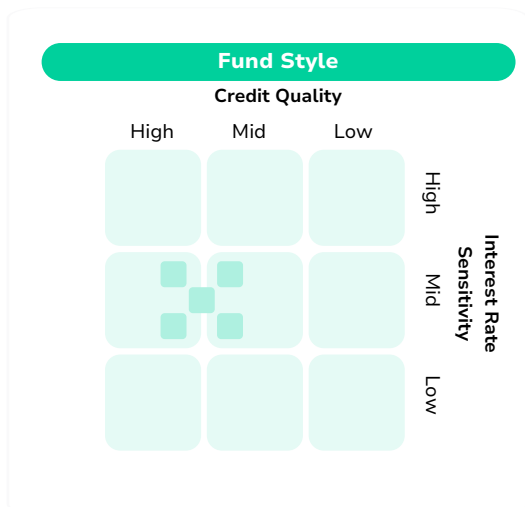 Fund Style
Credit Quality
High Mid Low
High
Mid
Low
Interest Rate
Sensitivity